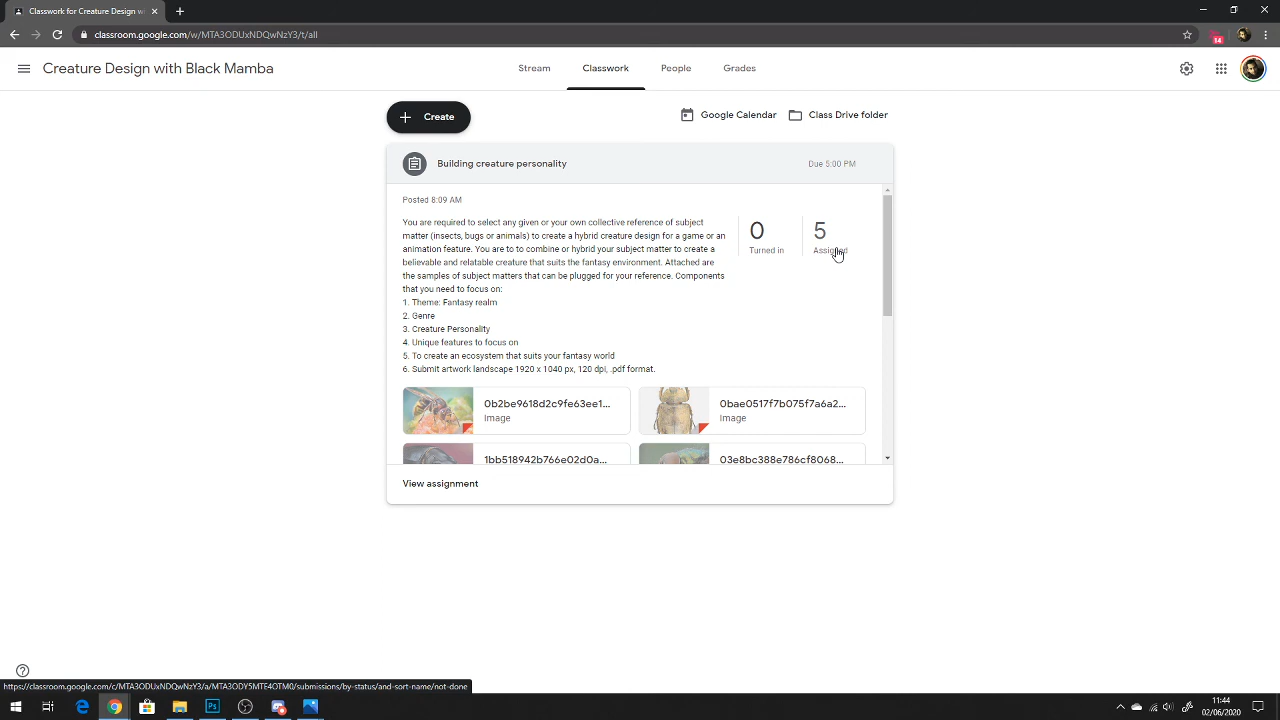 Classwork for Creature Design wi
classroom.google.com/w/MTA3ODUxNDQwNzY3/t/all
14
Creature Design with Black Mamba
Stream
Classwork
People
Grades
Create
Google Calendar
Class Drive folder
Building creature personality
Due 5:00 PM
Posted 8:09 AM
You are required to select any given or your own collective reference of subject
matter (insects, bugs or animals) to create a hybrid creature design for a game or an
animation feature. You are to to combine or hybrid your subject matter to create a
believable and relatable creature that suits the fantasy environment. Attached are
the samples of subject matters that can be plugged for your reference. Components
that you need to focus on:
1. Theme: Fantasy realm
2. Genre
3. Creature Personality
4. Unique features to focus on
5. To create an ecosystem that suits your fantasy world
6. Submit artwork landscape 1920 x 1040 px, 120 dpi, .pdf format.
0
Turned in
5
Assigned
0b2be9618d2c9fe63ee1...
Image
0bae0517f7b075f7a6a2...
Image
1bb518942b766e02d0a...
03e8bc388e786cf8068...
View assignment
https://classroom.google.com/c/MTA3ODUxNDQwNzY3/a/MTA3ODY5MTE4OTM0/submissions/by-status/and-sort-name/not-done
11:44
02/06/2020